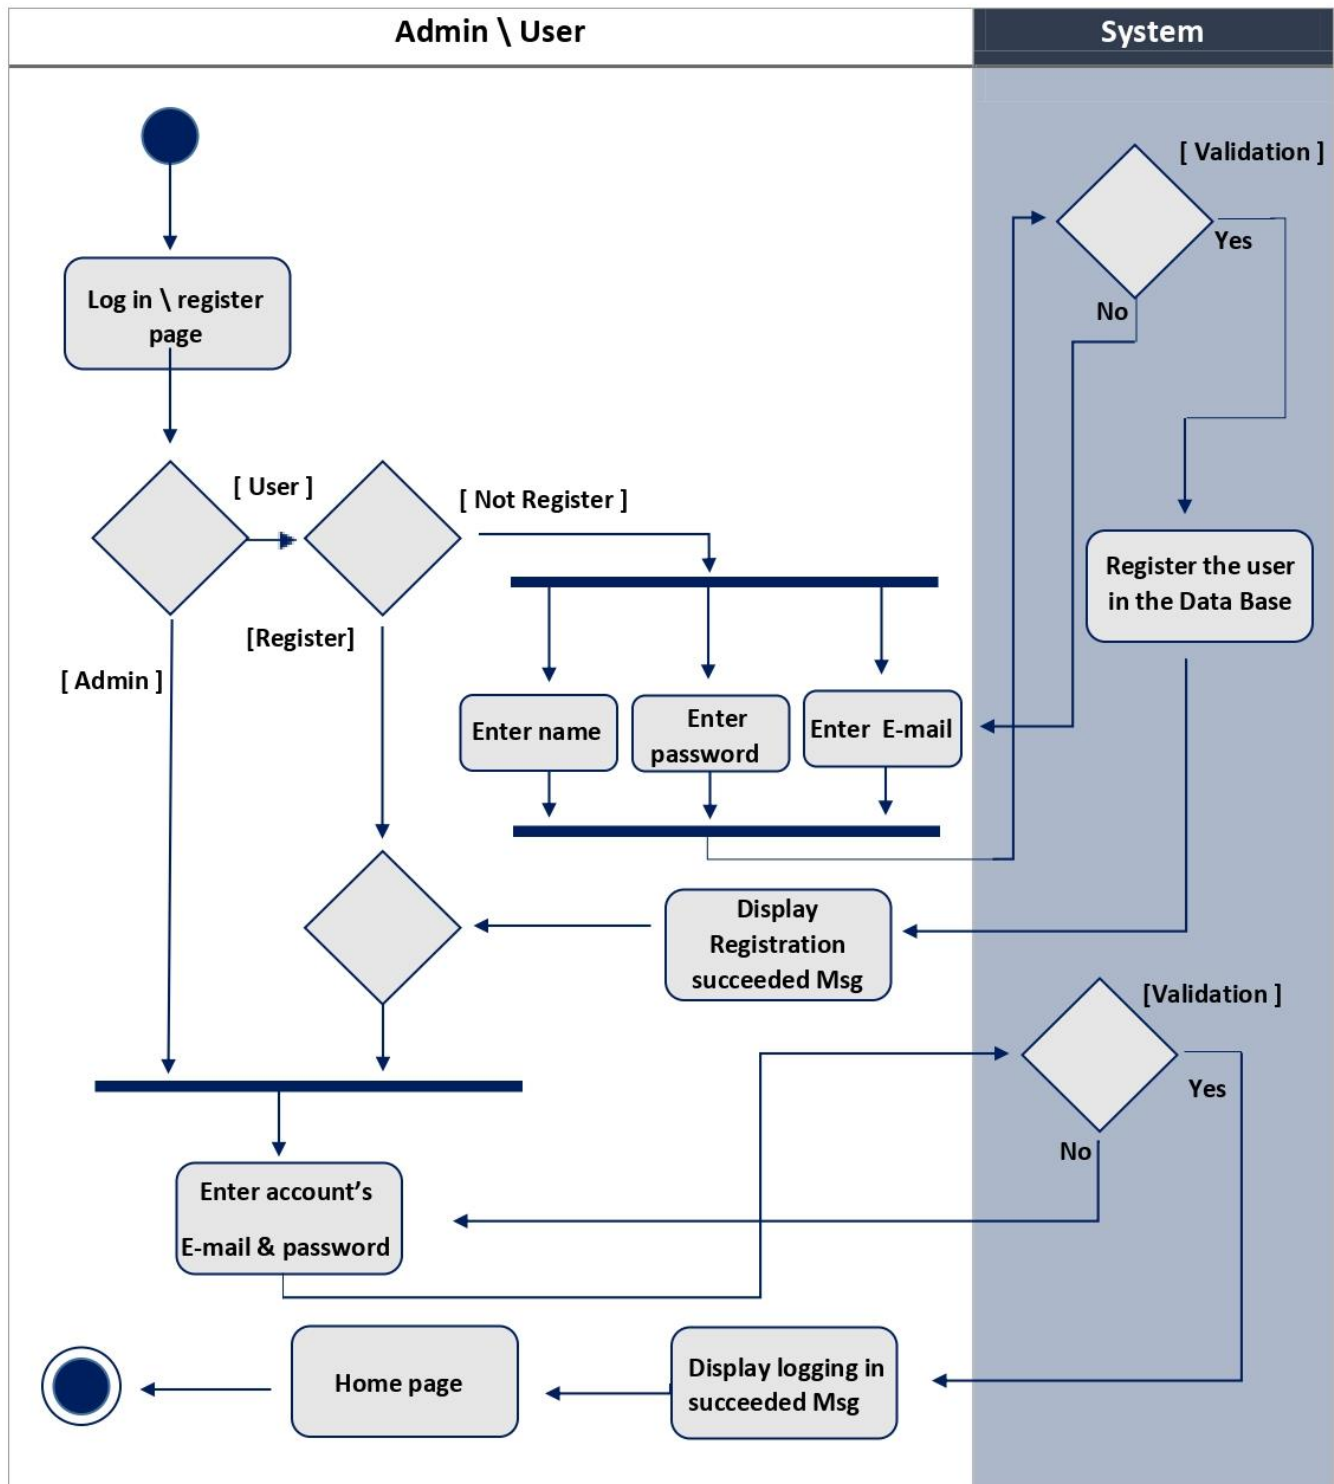 Admin \ User
System
[ Validation ]
Yes
No
Log in \ register
page
[ User ]
[ Not Register ]
[Register]
[ Admin ]
Register the user
in the Data Base
Enter name
Enter
password
Enter E-mail
Display
Registration
succeeded Msg
[Validation ]
Yes
No
Enter account’s
E-mail & password
Home page
Display logging in
succeeded Msg